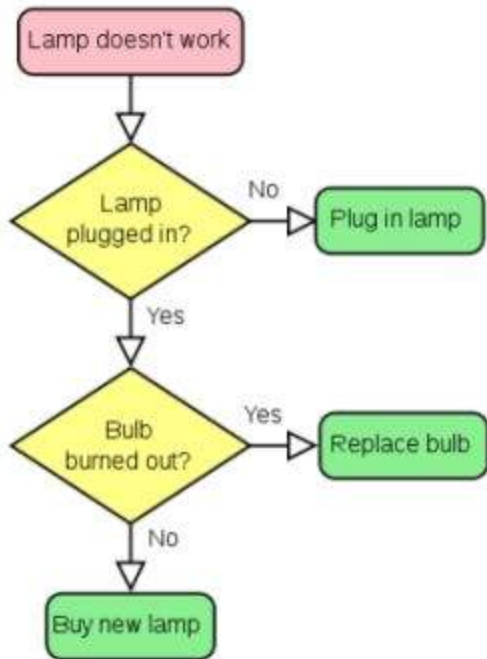 Lamp doesn't work
Lamp
plugged in?
No
Plug in lamp
Yes
Bulb
burned out?
Yes
Replace bulb
No
Buy new lamp